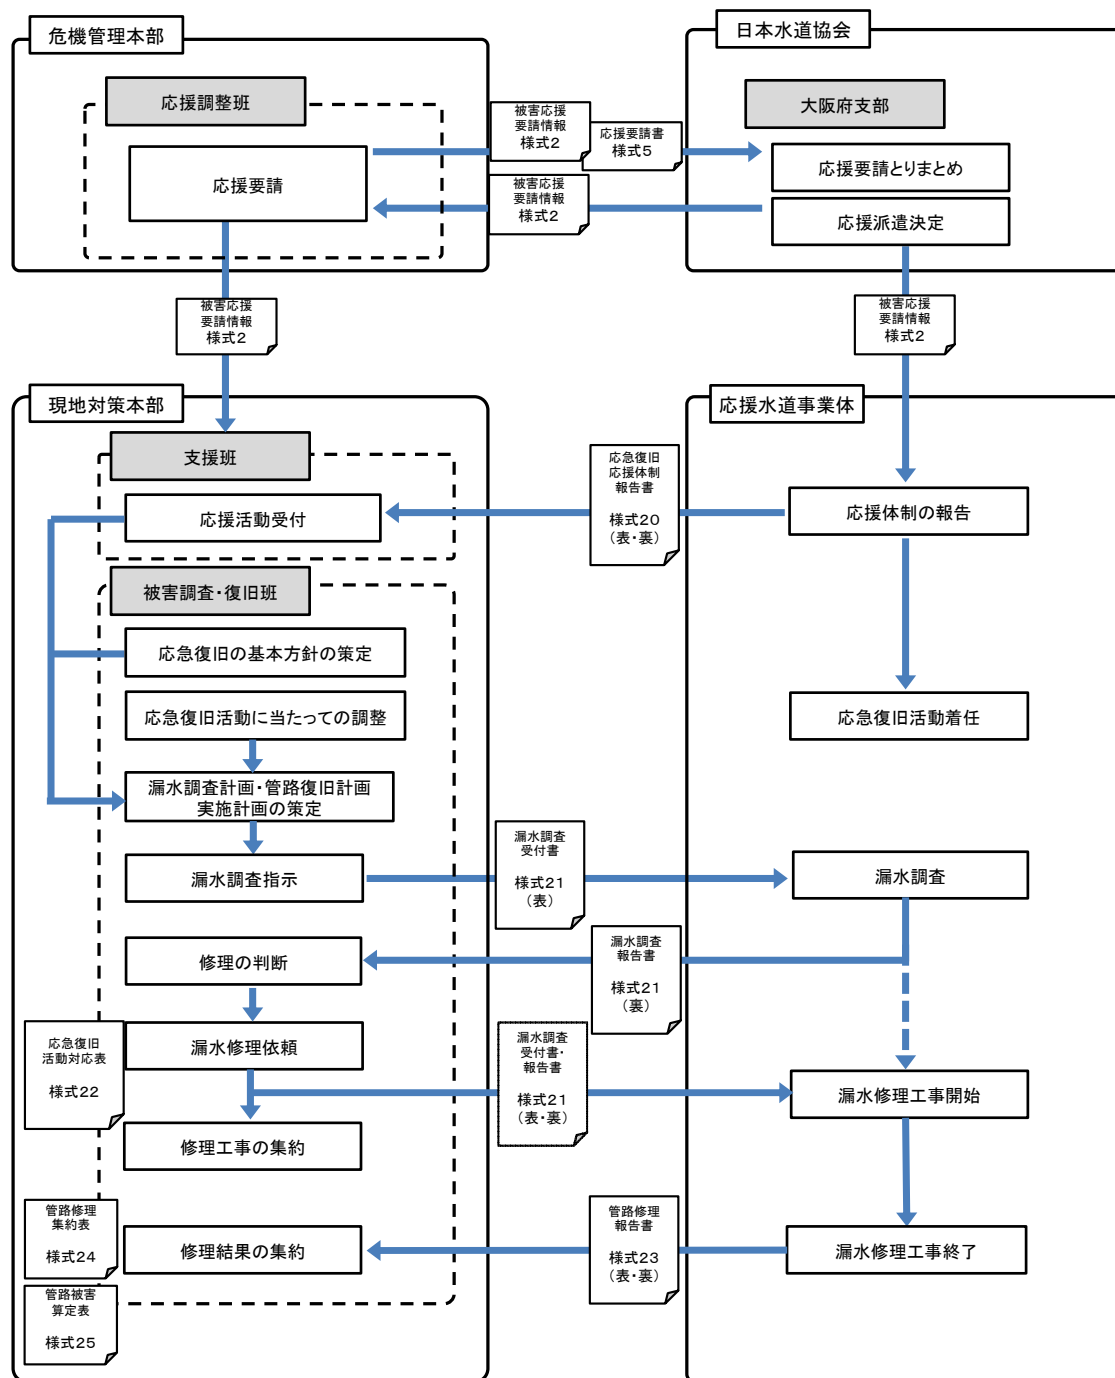 危機管理本部
日本水道協会
応援調整班
大阪府支部
被害応援
要請情報
様式2
応援要請書
様式5
応援要請
応援要請とりまとめ
被害応援
要請情報
様式2
応援派遣決定
被害応援
要請情報
様式2
被害応援
要請情報
様式2
現地対策本部
応援水道事業体
支援班
応急復旧
応援体制
報告書
様式20
(表・裏)
応援活動受付
応援体制の報告
被害調査・復旧班
応急復旧の基本方針の策定
応急復旧活動に当たっての調整
応急復旧活動着任
漏水調査計画・管路復旧計画
実施計画の策定
漏水調査
受付書
様式21
(表)
漏水調査指示
漏水調査
漏水調査
報告書
様式21
(裏)
修理の判断
応急復旧
活動対応表
様式22
漏水修理依頼
漏水調査
受付書・
報告書
様式21
(表・裏)
漏水修理工事開始
修理工事の集約
管路修理
集約表
様式24
修理結果の集約
管路修理
報告書
様式23
(表・裏)
漏水修理工事終了
管路被害
算定表
様式25